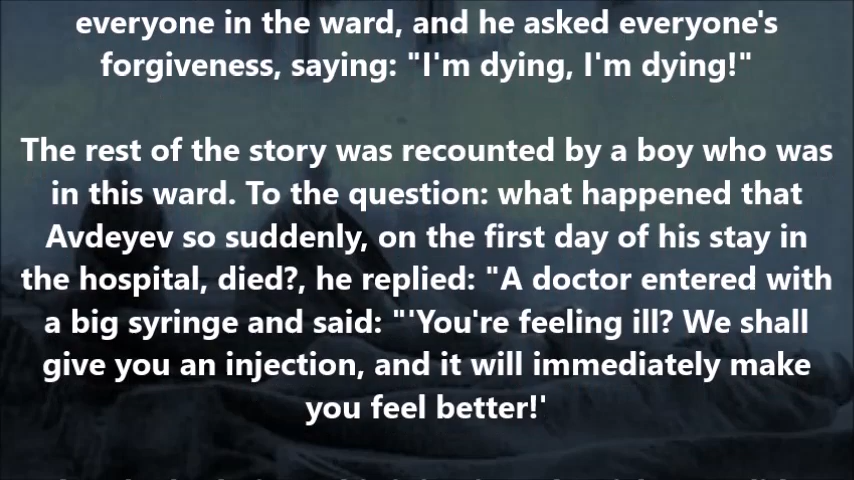 everyone in the ward, and he asked everyone's
forgiveness, saying: "I'm dying, I'm dying!"
The rest of the story was recounted by a boy who was
in this ward. To the question: what happened that
Avdeyev so suddenly, on the first day of his stay in
the hospital, died?, he replied: "A doctor entered with
a big syringe and said: "'You're feeling ill? We shall
give you an injection, and it will immediately make
you feel better!'